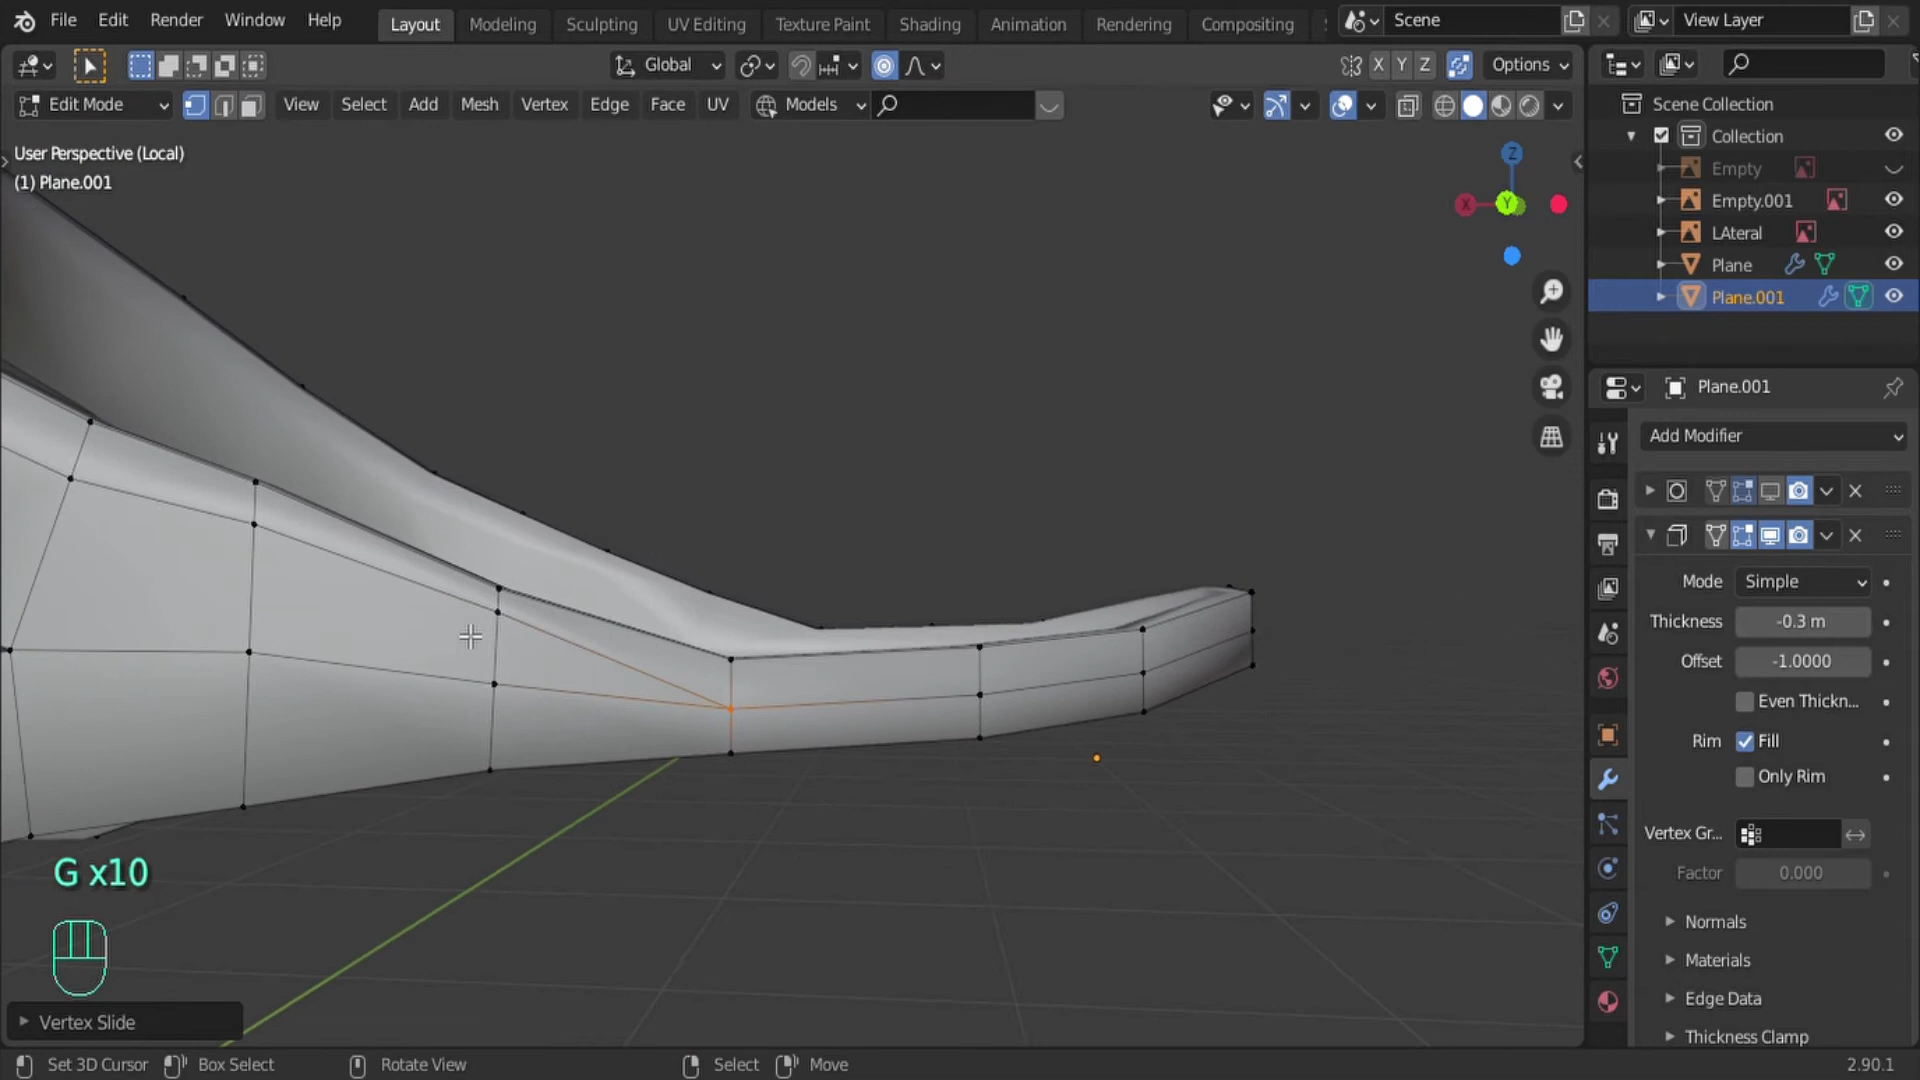 File Edit Render Window Help Layout Modeling Sculpting UV Editing Texture Paint Shading Animation Rendering Compositing Scene View Layer
Global X Y Z Options
Edit Mode View Select Add Mesh Vertex Edge Face UV Models
Scene Collection
Collection
Empty
Empty.001
LAteral
Plane
Plane.001
User Perspective (Local)
(1) Plane.001
Z
X
Y
Plane.001
Add Modifier
Mode Simple
Thickness -0.3 m
Offset -1.0000
Even Thickn...
Rim Fill
Only Rim
Vertex Gr...
Factor 0.000
Normals
Materials
Edge Data
Thickness Clamp
G x10
Vertex Slide
Set 3D Cursor Box Select Rotate View Select Move 2.90.1